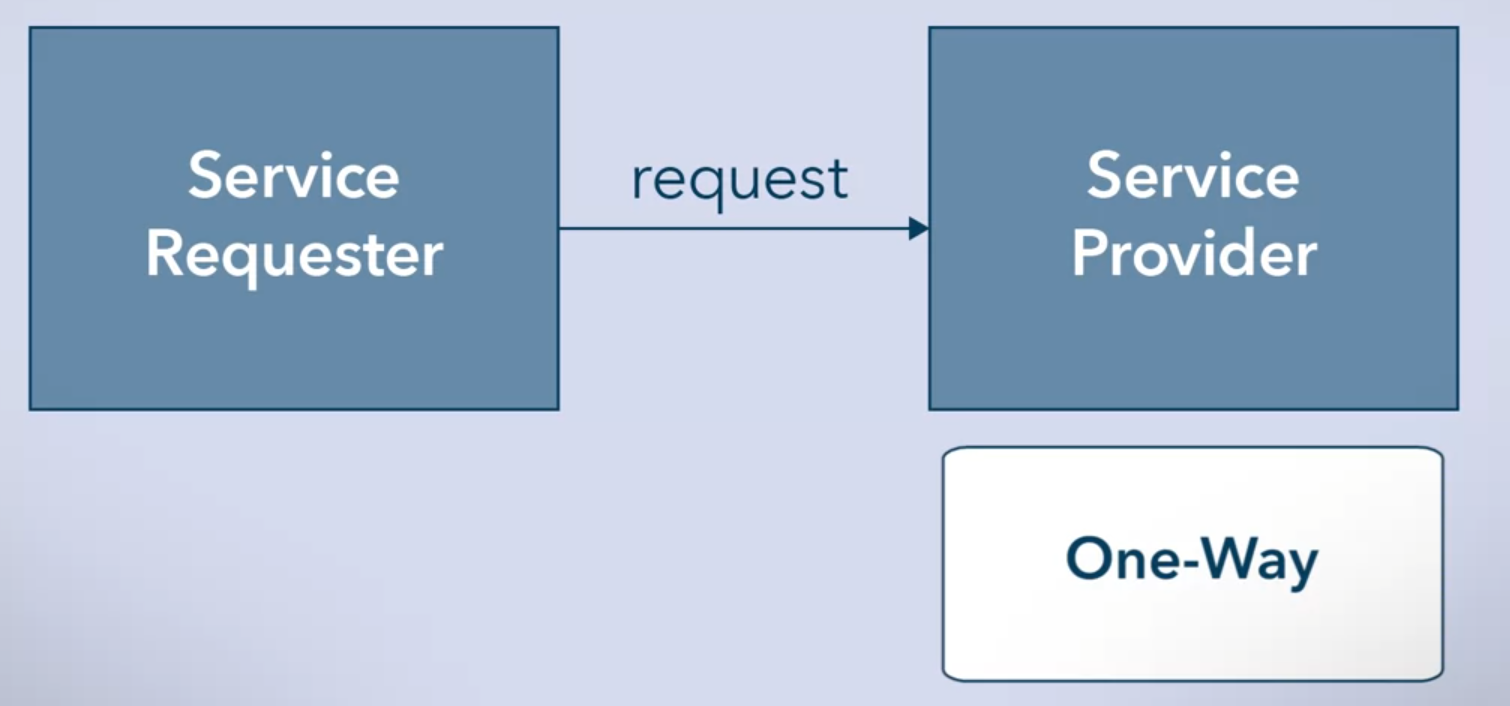 Service
Requester
request
Service
Provider
One-Way